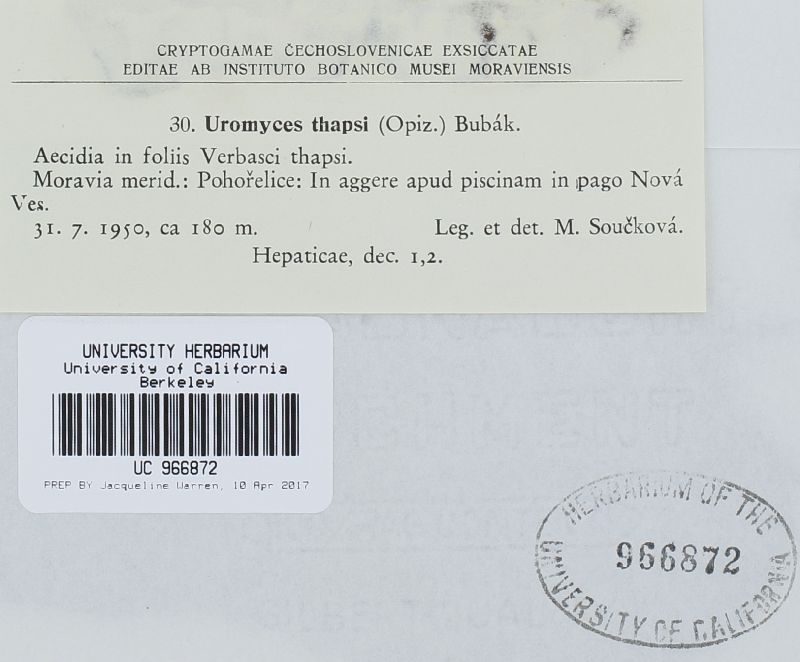 CRYPTOGAMAE ČECHOSLOVENICAE EXSICCATAE
EDITAE AB INSTITUTO BOTANICO MUSEI MORAVIENSIS
30. Uromyces thapsi (Opiz.) Bubák.
Aecidia in foliis Verbasci thapsi.
Moravia merid.: Pohořelice: In aggere apud piscinam in pago Nová
Ves.
31. 7. 1950, ca 180 m. Leg. et det. M. Součková.
Hepaticae, dec. 1,2.
UNIVERSITY HERBARIUM
University of California
Berkeley
UC 966872
PREP BY Jacqueline Warren, 10 Apr 2017
HERBARIUM OF THE
966872
UNIVERSITY OF CALIFORNIA